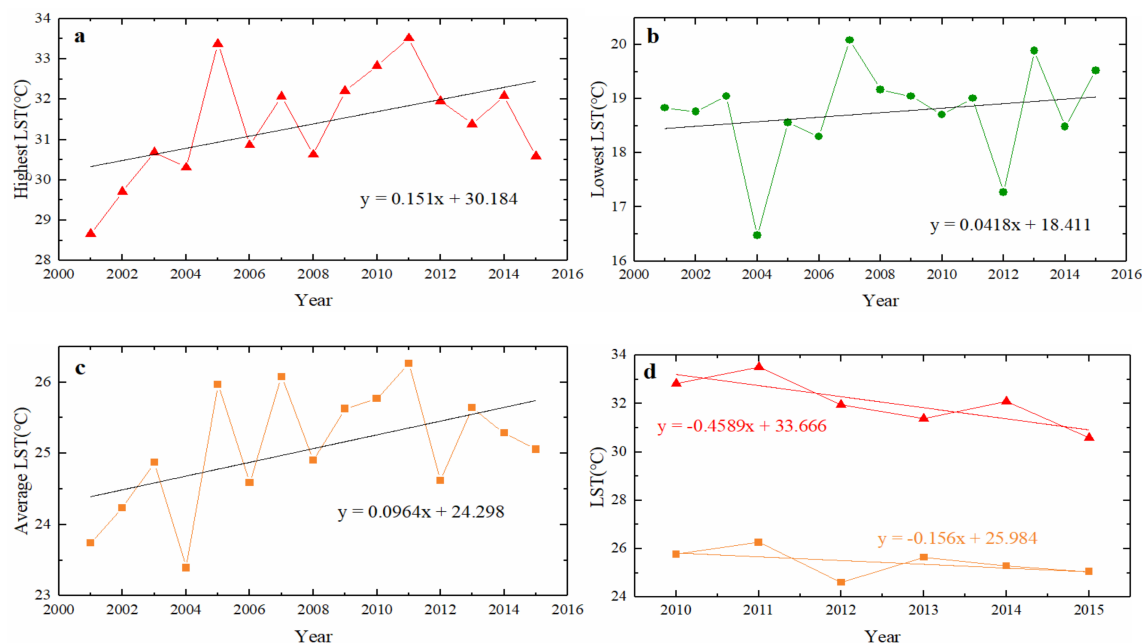 a
Highest LST(℃)
34
33
32
31
30
29
28
y = 0.151x + 30.184
2000 2002 2004 2006 2008 2010 2012 2014 2016
Year
b
Lowest LST(℃)
20
19
18
17
16
y = 0.0418x + 18.411
2000 2002 2004 2006 2008 2010 2012 2014 2016
Year
c
Average LST(℃)
26
25
24
23
y = 0.0964x + 24.298
2000 2002 2004 2006 2008 2010 2012 2014 2016
Year
d
LST(℃)
34
32
30
28
26
24
y = -0.4589x + 33.666
y = -0.156x + 25.984
2010 2011 2012 2013 2014 2015
Year